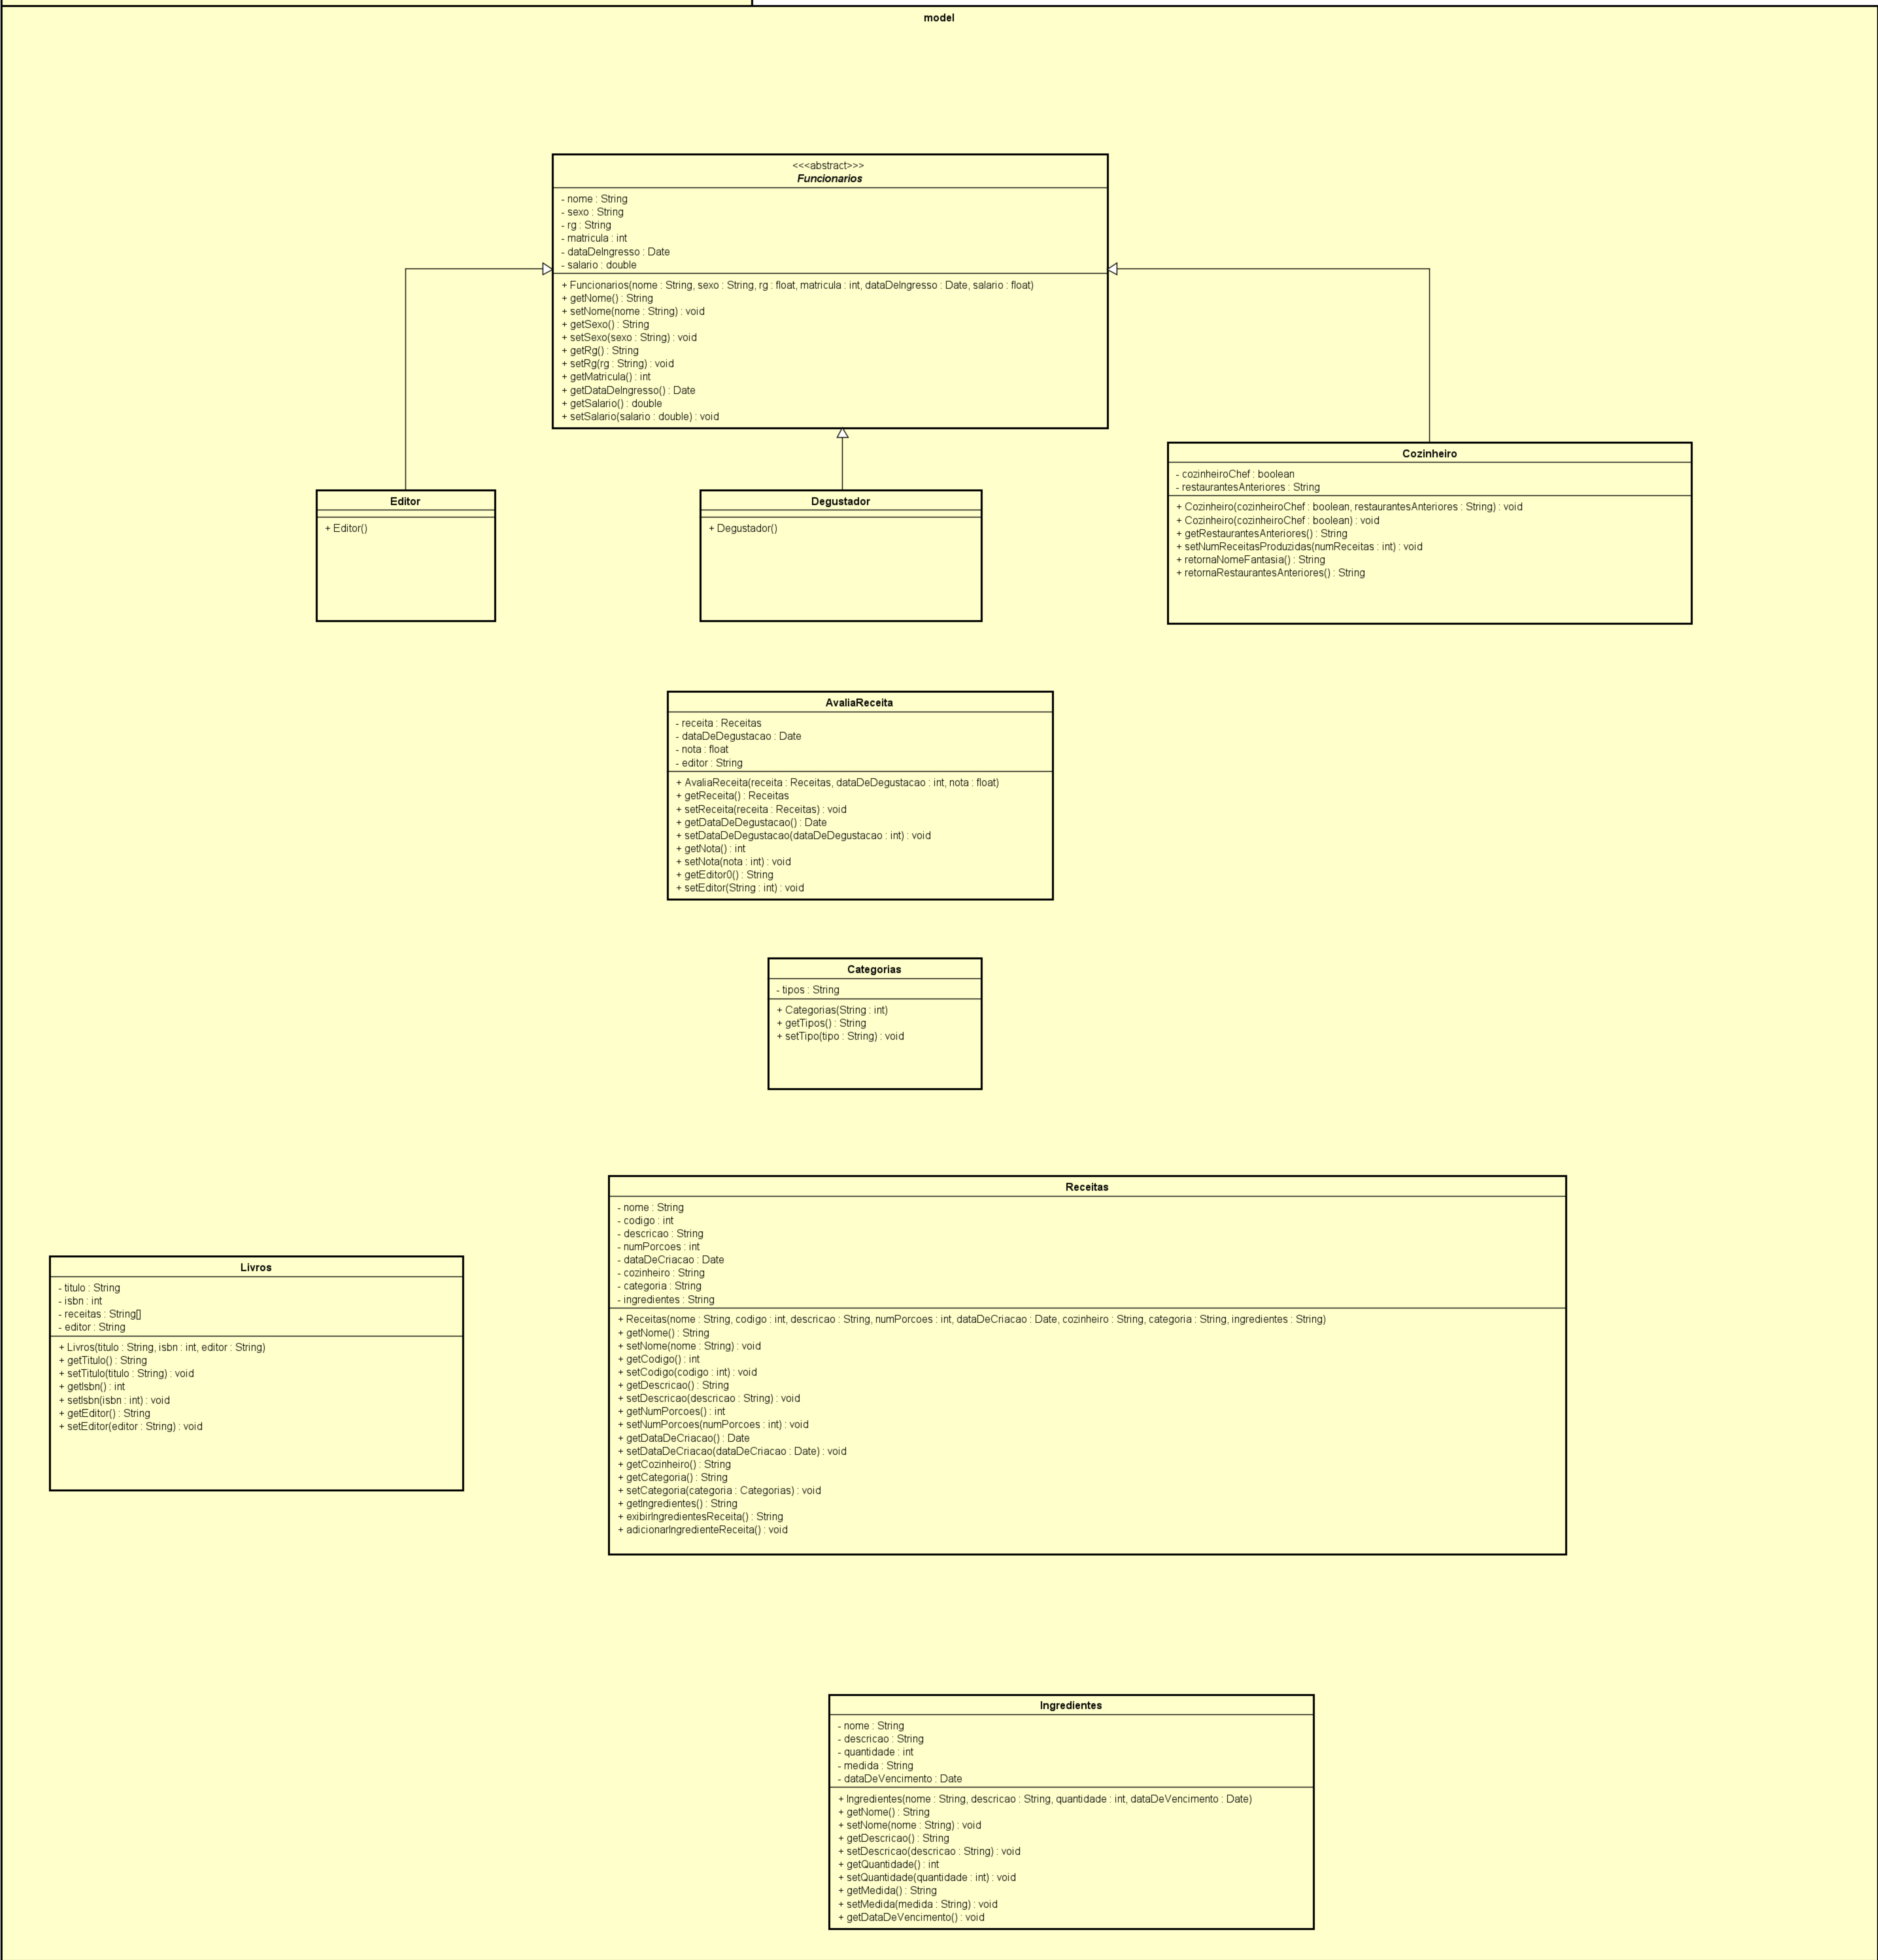 model
<<<abstract>>>
Funcionarios
- nome : String
- sexo : String
- rg : String
- matricula : int
- dataDeIngresso : Date
- salario : double
+ Funcionarios(nome : String, sexo : String, rg : float, matricula : int, dataDeIngresso : Date, salario : float)
+ getNome() : String
+ setNome(nome : String) : void
+ getSexo() : String
+ setSexo(sexo : String) : void
+ getRg() : String
+ setRg(rg : String) : void
+ getMatricula() : int
+ getDataDeIngresso() : Date
+ getSalario() : double
+ setSalario(salario : double) : void
Editor
+ Editor()
Degustador
+ Degustador()
Cozinheiro
- cozinheiroChef : boolean
- restaurantesAnteriores : String
+ Cozinheiro(cozinheiroChef : boolean, restaurantesAnteriores : String) : void
+ Cozinheiro(cozinheiroChef : boolean) : void
+ getRestaurantesAnteriores() : String
+ setNumReceitasProduzidas(numReceitas : int) : void
+ retornaNomeFantasia() : String
+ retornaRestaurantesAnteriores() : String
AvaliaReceita
- receita : Receitas
- dataDeDegustacao : Date
- nota : float
- editor : String
+ AvaliaReceita(receita : Receitas, dataDeDegustacao : int, nota : float)
+ getReceita() : Receitas
+ setReceita(receita : Receitas) : void
+ getDataDeDegustacao() : Date
+ setDataDeDegustacao(dataDeDegustacao : int) : void
+ getNota() : int
+ setNota(nota : int) : void
+ getEditor0() : String
+ setEditor(String : int) : void
Categorias
- tipos : String
+ Categorias(String : int)
+ getTipos() : String
+ setTipo(tipo : String) : void
Livros
- titulo : String
- isbn : int
- receitas : String[]
- editor : String
+ Livros(titulo : String, isbn : int, editor : String)
+ getTitulo() : String
+ setTitulo(titulo : String) : void
+ getIsbn() : int
+ setIsbn(isbn : int) : void
+ getEditor() : String
+ setEditor(editor : String) : void
Receitas
- nome : String
- codigo : int
- descricao : String
- numPorcoes : int
- dataDeCriacao : Date
- cozinheiro : String
- categoria : String
- ingredientes : String
+ Receitas(nome : String, codigo : int, descricao : String, numPorcoes : int, dataDeCriacao : Date, cozinheiro : String, categoria : String, ingredientes : String)
+ getNome() : String
+ setNome(nome : String) : void
+ getCodigo() : int
+ setCodigo(codigo : int) : void
+ getDescricao() : String
+ setDescricao(descricao : String) : void
+ getNumPorcoes() : int
+ setNumPorcoes(numPorcoes : int) : void
+ getDataDeCriacao() : Date
+ setDataDeCriacao(dataDeCriacao : Date) : void
+ getCozinheiro() : String
+ getCategoria() : String
+ setCategoria(categoria : Categorias) : void
+ getIngredientes() : String
+ exibirIngredientesReceita() : String
+ adicionarIngredienteReceita() : void
Ingredientes
- nome : String
- descricao : String
- quantidade : int
- medida : String
- dataDeVencimento : Date
+ Ingredientes(nome : String, descricao : String, quantidade : int, dataDeVencimento : Date)
+ getNome() : String
+ setNome(nome : String) : void
+ getDescricao() : String
+ setDescricao(descricao : String) : void
+ getQuantidade() : int
+ setQuantidade(quantidade : int) : void
+ getMedida() : String
+ setMedida(medida : String) : void
+ getDataDeVencimento() : void